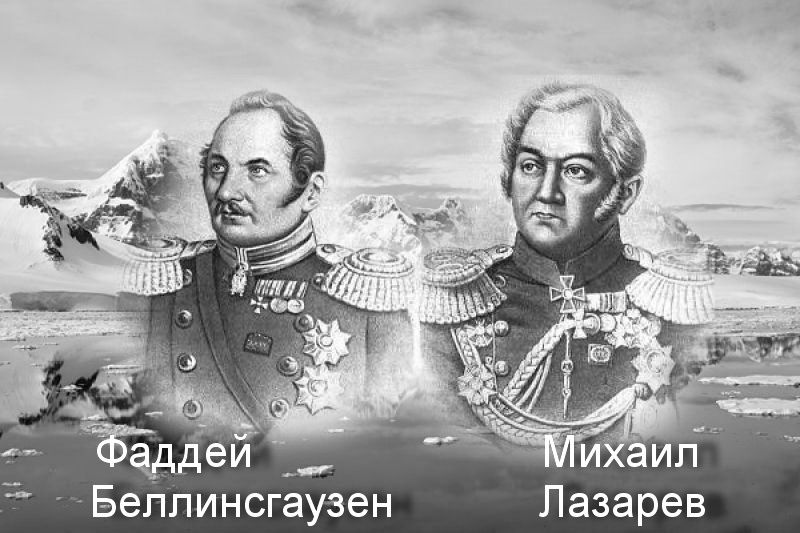 Фаддей
Беллинсгаузен
Михаил
Лазарев